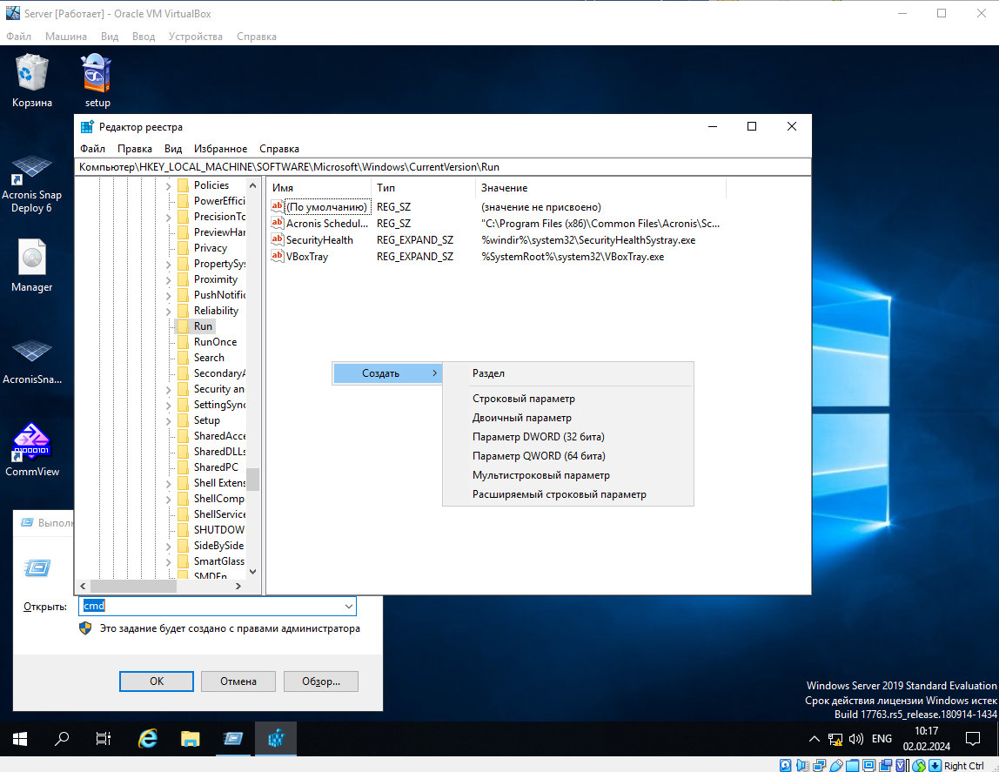 Server [Работает] - Oracle VM VirtualBox
Файл Машина Вид Ввод Устройства Справка
Корзина
setup
Acronis Snap
Deploy 6
Manager
AcronisSna...
01000101
CommView
Редактор реестра
Файл Правка Вид Избранное Справка
Компьютер\HKEY_LOCAL_MACHINE\SOFTWARE\Microsoft\Windows\CurrentVersion\Run
Policies
PowerEffici
PrecisionTo
PreviewHan
Privacy
PropertySys
Proximity
PushNotific
Reliability
Run
RunOnce
Search
SecondaryA
Security an
SettingSync
Setup
SharedAcce
SharedDLLs
SharedPC
Shell Extens
ShellComp
ShellService
SHUTDOW
SideBySide
SmartGlass
SMDEn
Имя Тип Значение
(По умолчанию) REG_SZ (значение не присвоено)
Acronis Schedul... REG_SZ "C:\Program Files (x86)\Common Files\Acronis\Sc...
SecurityHealth REG_EXPAND_SZ %windir%\system32\SecurityHealthSystray.exe
VBoxTray REG_EXPAND_SZ %SystemRoot%\system32\VBoxTray.exe
Создать
Раздел
Строковый параметр
Двоичный параметр
Параметр DWORD (32 бита)
Параметр QWORD (64 бита)
Мультистроковый параметр
Расширяемый строковый параметр
Выполн
Открыть: cmd
Это задание будет создано с правами администратора
ОК Отмена Обзор...
Windows Server 2019 Standard Evaluation
Срок действия лицензии Windows истек
Build 17763.rs5_release.180914-1434
ENG
10:17
02.02.2024
Right Ctrl